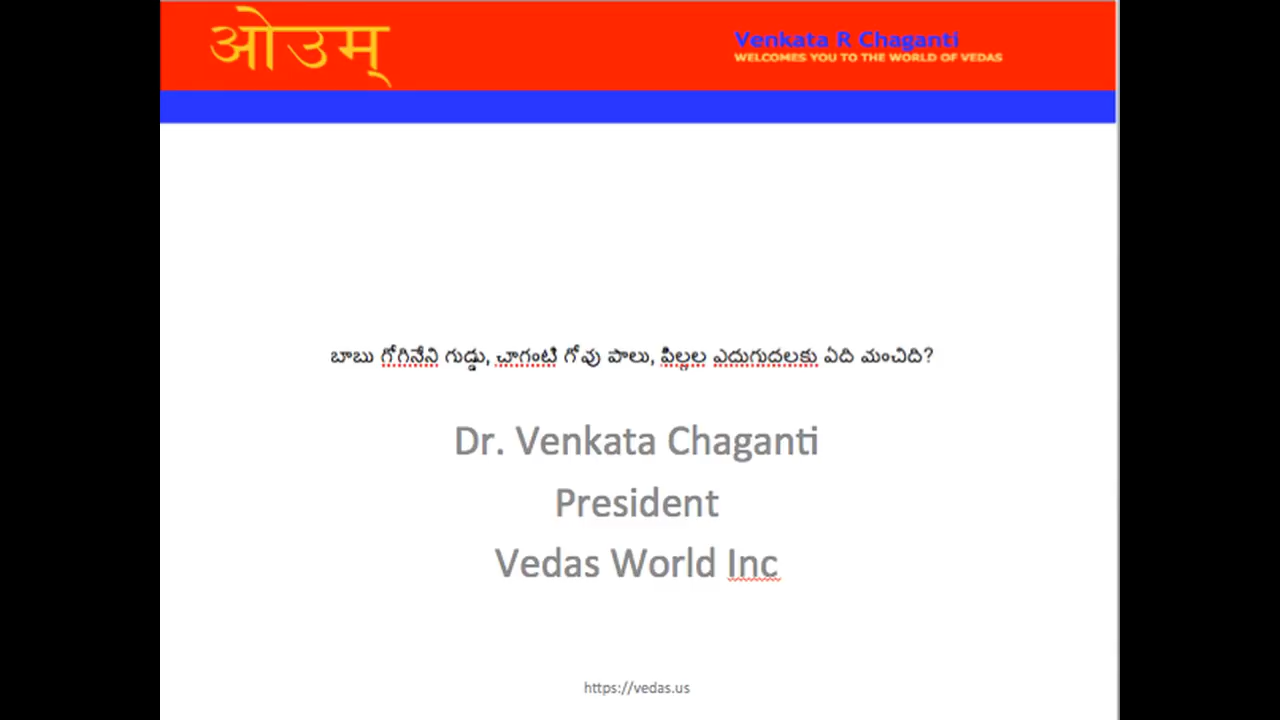 ओउम्
Venkata R Chaganti
WELCOMES YOU TO THE WORLD OF VEDAS
బాబు గోగినేని గుడ్డు, చాగంటి గోవు పాలు, పిల్లల ఎదుగుదలకు ఏది మంచిది?
Dr. Venkata Chaganti
President
Vedas World Inc
https://vedas.us